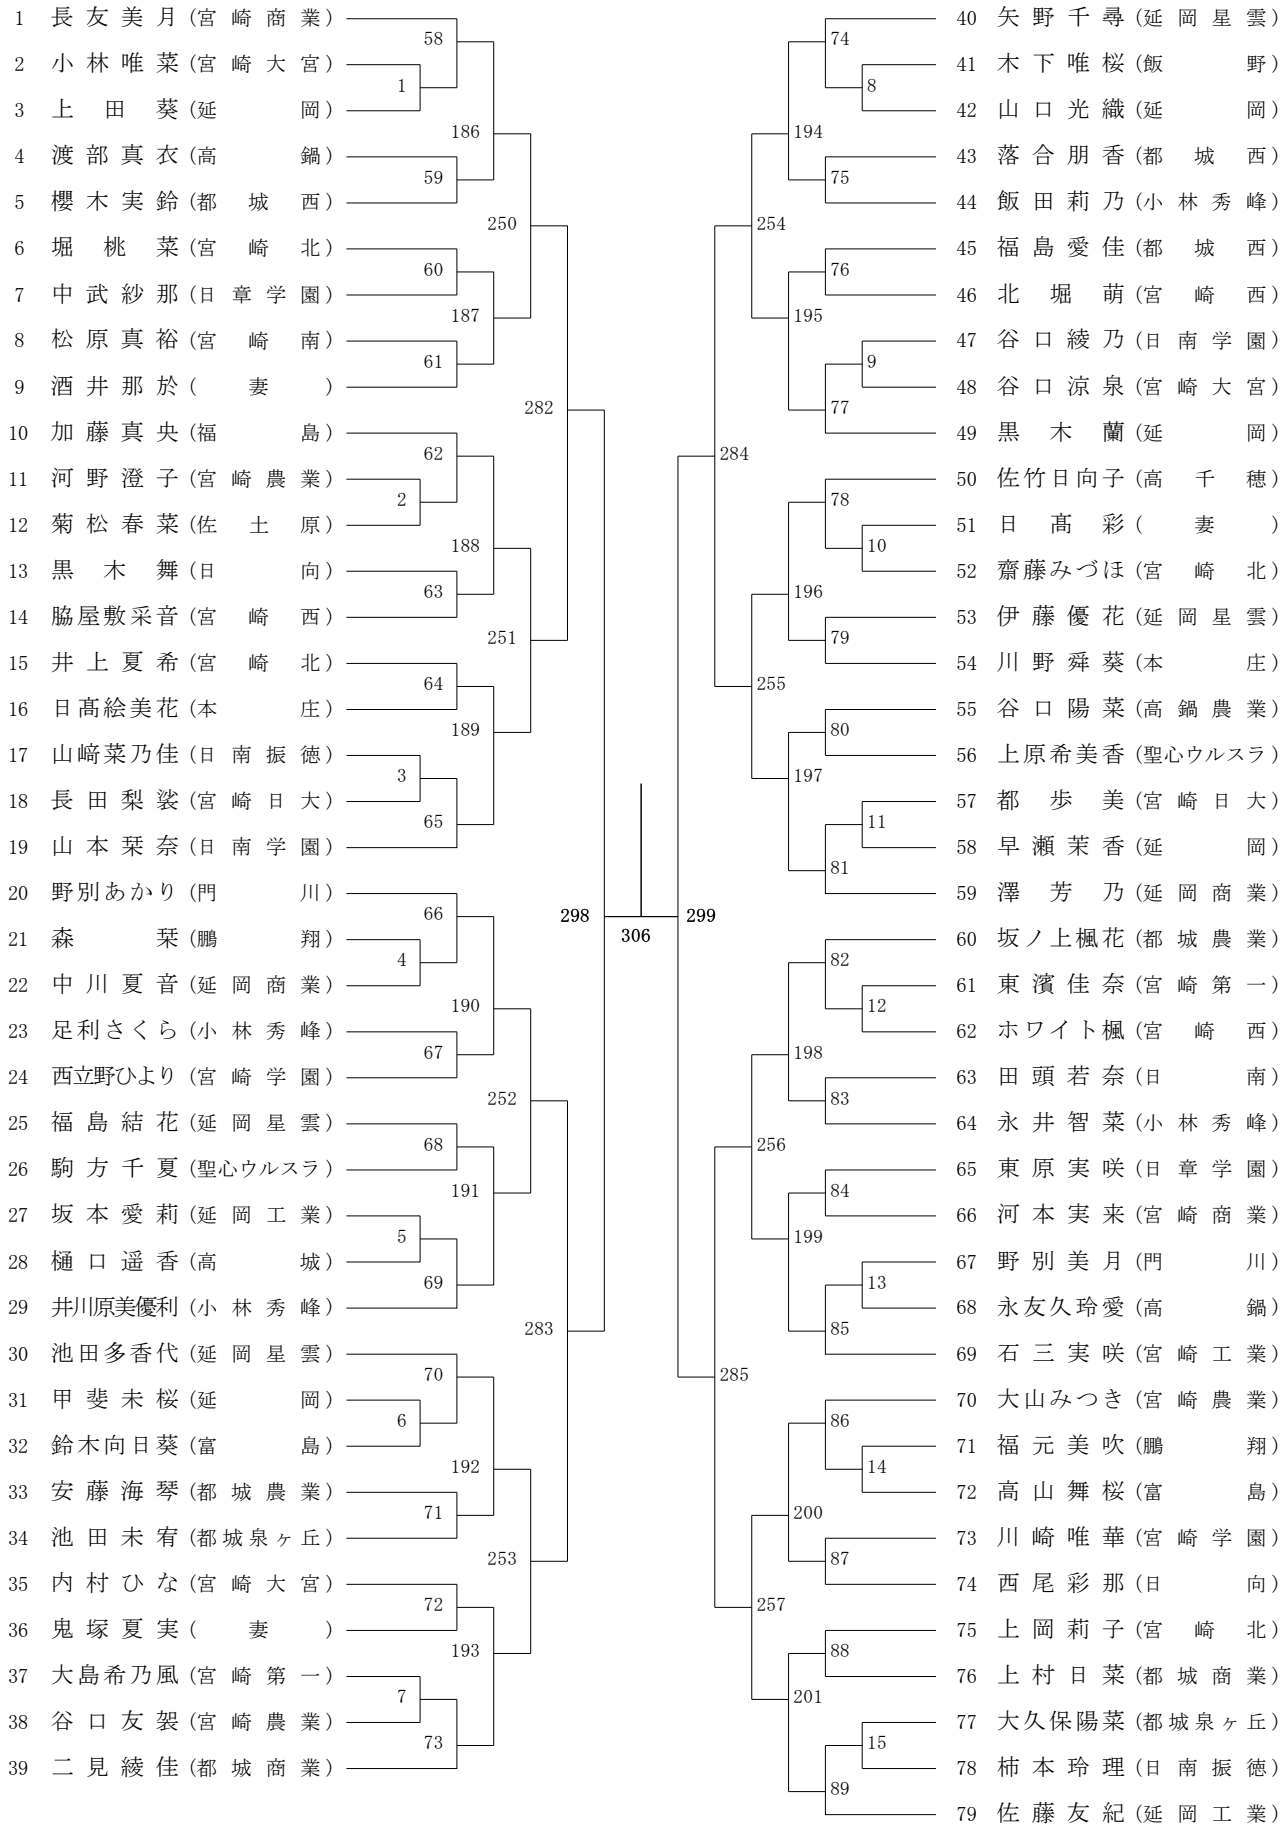 1 長友美月 (宮崎商業)
2 小林唯菜 (宮崎大宮)
3 上田葵 (延岡)
4 渡部真衣 (高鍋)
5 櫻木実鈴 (都城西)
6 堀桃菜 (宮崎北)
7 中武紗那 (日章学園)
8 松原真裕 (宮崎南)
9 酒井那於 (妻)
10 加藤真央 (福島)
11 河野澄子 (宮崎農業)
12 菊松春菜 (佐土原)
13 黒木舞 (日向)
14 脇屋敷采音 (宮崎西)
15 井上夏希 (宮崎北)
16 日髙絵美花 (本庄)
17 山﨑菜乃佳 (日南振徳)
18 長田梨裟 (宮崎日大)
19 山本栞奈 (日南学園)
20 野別あかり (門川)
21 森栞 (鵬翔)
22 中川夏音 (延岡商業)
23 足利さくら (小林秀峰)
24 西立野ひより (宮崎学園)
25 福島結花 (延岡星雲)
26 駒方千夏 (聖心ウルスラ)
27 坂本愛莉 (延岡工業)
28 樋口遥香 (高城)
29 井川原美優利 (小林秀峰)
30 池田多香代 (延岡星雲)
31 甲斐未桜 (延岡)
32 鈴木向日葵 (富島)
33 安藤海琴 (都城農業)
34 池田未宥 (都城泉ヶ丘)
35 内村ひな (宮崎大宮)
36 鬼塚夏実 (妻)
37 大島希乃風 (宮崎第一)
38 谷口友袈 (宮崎農業)
39 二見綾佳 (都城商業)
58
1
186
59
250
60
187
61
282
62
2
188
63
251
64
189
3
65
66
298
4
190
67
252
68
191
5
69
283
70
6
192
71
253
72
193
7
73
306
299
74
8
194
75
254
76
195
9
77
284
78
10
196
79
255
80
197
11
81
82
12
198
83
256
84
199
13
85
285
86
14
200
87
257
88
201
15
89
40 矢野千尋 (延岡星雲)
41 木下唯桜 (飯野)
42 山口光織 (延岡)
43 落合朋香 (都城西)
44 飯田莉乃 (小林秀峰)
45 福島愛佳 (都城西)
46 北堀萌 (宮崎西)
47 谷口綾乃 (日南学園)
48 谷口涼泉 (宮崎大宮)
49 黒木蘭 (延岡)
50 佐竹日向子 (高千穂)
51 日髙彩 (妻)
52 齋藤みづほ (宮崎北)
53 伊藤優花 (延岡星雲)
54 川野舜葵 (本庄)
55 谷口陽菜 (高鍋農業)
56 上原希美香 (聖心ウルスラ)
57 都歩美 (宮崎日大)
58 早瀬茉香 (延岡)
59 澤芳乃 (延岡商業)
60 坂ノ上楓花 (都城農業)
61 東濱佳奈 (宮崎第一)
62 ホワイト楓 (宮崎西)
63 田頭若奈 (日南)
64 永井智菜 (小林秀峰)
65 東原実咲 (日章学園)
66 河本実来 (宮崎商業)
67 野別美月 (門川)
68 永友久玲愛 (高鍋)
69 石三実咲 (宮崎工業)
70 大山みつき (宮崎農業)
71 福元美吹 (鵬翔)
72 高山舞桜 (富島)
73 川崎唯華 (宮崎学園)
74 西尾彩那 (日向)
75 上岡莉子 (宮崎北)
76 上村日菜 (都城商業)
77 大久保陽菜 (都城泉ヶ丘)
78 柿本玲理 (日南振徳)
79 佐藤友紀 (延岡工業)